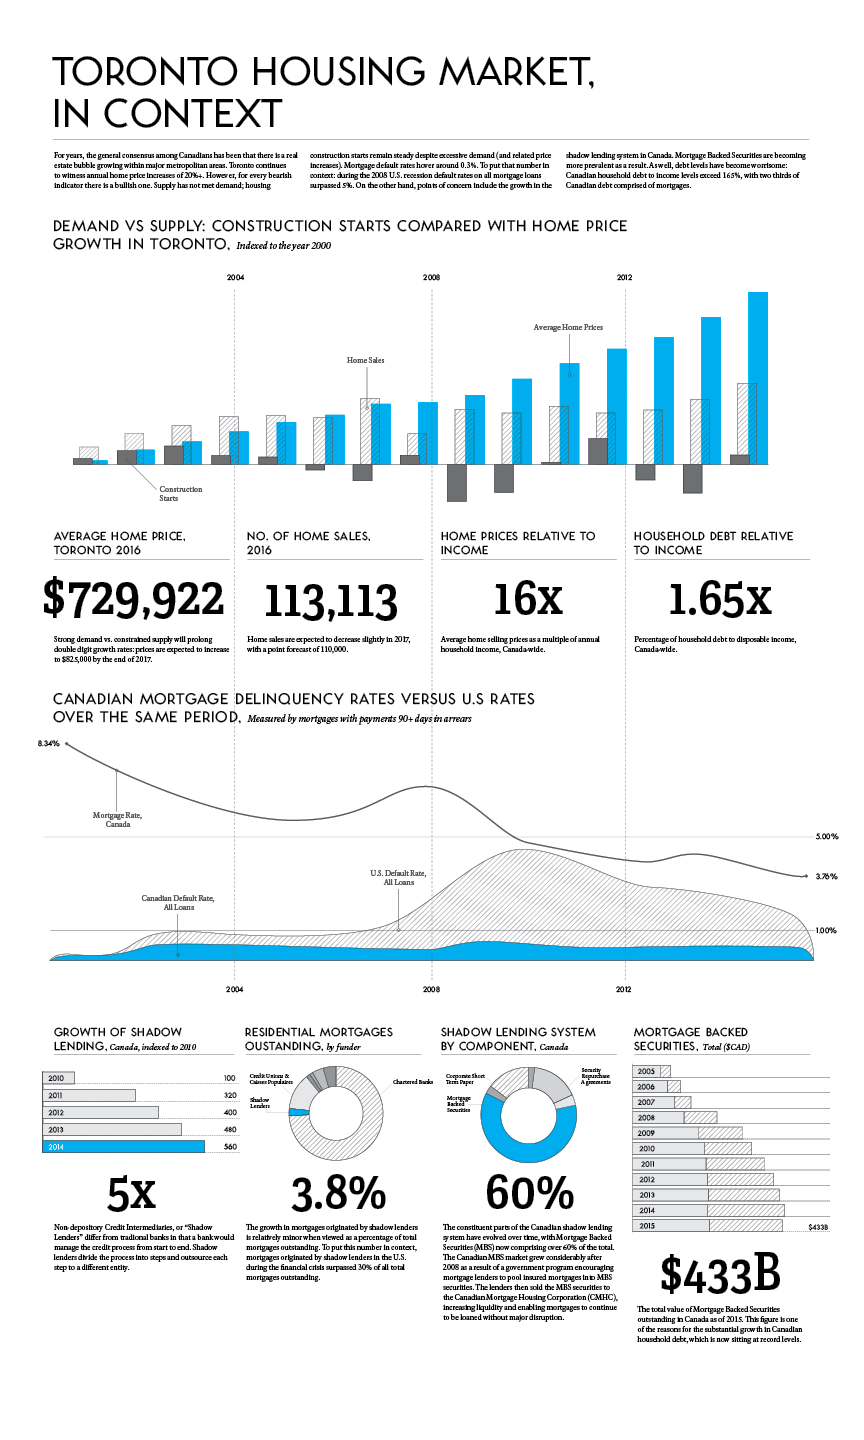 TORONTO HOUSING MARKET,
IN CONTEXT
For years, the general consensus among Canadians has been that there is a real
estate bubble growing within major metropolitan areas. Toronto continues
to witness annual home price increases of 20%+. However, for every bearish
indicator there is a bullish one. Supply has not met demand; housing
construction starts remain steady despite excessive demand (and related price
increases). Mortgage default rates hover around 0.3%. To put that number in
context: during the 2008 U.S. recession default rates on all mortgage loans
surpassed 5%. On the other hand, points of concern include the growth in the
shadow lending system in Canada. Mortgage Backed Securities are becoming
more prevalent as a result. As well, debt levels have become worrisome:
Canadian household debt to income levels exceed 165%, with two thirds of
Canadian debt comprised of mortgages.
DEMAND VS SUPPLY: CONSTRUCTION STARTS COMPARED WITH HOME PRICE
GROWTH IN TORONTO, Indexed to the year 2000
2004
2008
2012
Average Home Prices
Home Sales
Construction
Starts
AVERAGE HOME PRICE,
TORONTO 2016
$729,922
Strong demand vs. constrained supply will prolong
double digit growth rates: prices are expected to increase
to $825,000 by the end of 2017.
NO. OF HOME SALES,
2016
113,113
Home sales are expected to decrease slightly in 2017,
with a point forecast of 110,000.
HOME PRICES RELATIVE TO
INCOME
16x
Average home selling prices as a multiple of annual
household income, Canada-wide.
HOUSEHOLD DEBT RELATIVE
TO INCOME
1.65x
Percentage of household debt to disposable income,
Canada-wide.
CANADIAN MORTGAGE DELINQUENCY RATES VERSUS U.S RATES
OVER THE SAME PERIOD, Measured by mortgages with payments 90+ days in arrears
8.34%
Mortgage Rate,
Canada
5.00%
U.S. Default Rate,
All Loans
3.75%
Canadian Default Rate,
All Loans
1.00%
2004
2008
2012
GROWTH OF SHADOW
LENDING, Canada, indexed to 2010
2010 100
2011 320
2012 400
2013 480
2014 560
5x
Non-depository Credit Intermediaries, or "Shadow
Lenders" differ from tradional banks in that a bank would
manage the credit process from start to end. Shadow
lenders divide the process into steps and outsource each
step to a different entity.
RESIDENTIAL MORTGAGES
OUSTANDING, by funder
Credit Unions &
Caisses Populaires
Chartered Banks
Shadow
Lenders
3.8%
The growth in mortgages originated by shadow lenders
is relatively minor when viewed as a percentage of total
mortgages outstanding. To put this number in context,
mortgages originated by shadow lenders in the U.S.
during the financial crisis surpassed 30% of all total
mortgages outstanding.
SHADOW LENDING SYSTEM
BY COMPONENT, Canada
Corporate Short
Term Paper
Security
Repurchase
Agreements
Mortgage
Backed
Securities
60%
The constituent parts of the Canadian shadow lending
system have evolved over time, with Mortgage Backed
Securities (MBS) now comprising over 60% of the total.
The Canadian MBS market grew considerably after
2008 as a result of a government program encouraging
mortgage lenders to pool insured mortgages into MBS
securities. The lenders then sold the MBS securities to
the Canadian Mortgage Housing Corporation (CMHC),
increasing liquidity and enabling mortgages to continue
to be loaned without major disruption.
MORTGAGE BACKED
SECURITIES, Total ($CAD)
2005
2006
2007
2008
2009
2010
2011
2012
2013
2014
2015 $433B
$433B
The total value of Mortgage Backed Securities
outstanding in Canada as of 2015. This figure is one
of the reasons for the substantial growth in Canadian
household debt, which is now sitting at record levels.